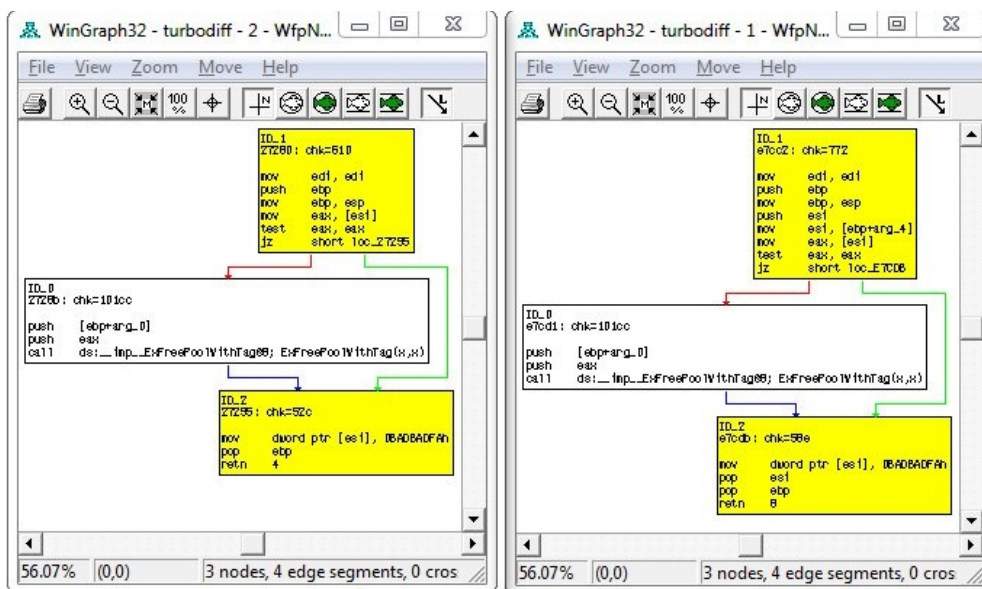 WinGraph32 - turbodiff - 2 - WfpN...
File View Zoom Move Help
100 %
N
ID_1
27280: chk=610
mov edi, edi
push ebp
mov ebp, esp
mov eax, [esi]
test eax, eax
jz short loc_27295
ID_0
2728b: chk=101cc
push [ebp+arg_0]
push eax
call ds:__imp__ExFreePoolWithTag@8; ExFreePoolWithTag(x,x)
ID_2
27295: chk=52c
mov dword ptr [esi], 0BADBADFAh
pop ebp
retn 4
56.07% (0,0) 3 nodes, 4 edge segments, 0 cros
WinGraph32 - turbodiff - 1 - WfpN...
File View Zoom Move Help
100 %
N
ID_1
e7cc2: chk=772
mov edi, edi
push ebp
mov ebp, esp
push esi
mov esi, [ebp+arg_4]
mov eax, [esi]
test eax, eax
jz short loc_E7CDB
ID_0
e7cd1: chk=101cc
push [ebp+arg_0]
push eax
call ds:__imp__ExFreePoolWithTag@8; ExFreePoolWithTag(x,x)
ID_2
e7cdb: chk=58e
mov dword ptr [esi], 0BADBADFAh
pop esi
pop ebp
retn 8
56.07% (0,0) 3 nodes, 4 edge segments, 0 cros